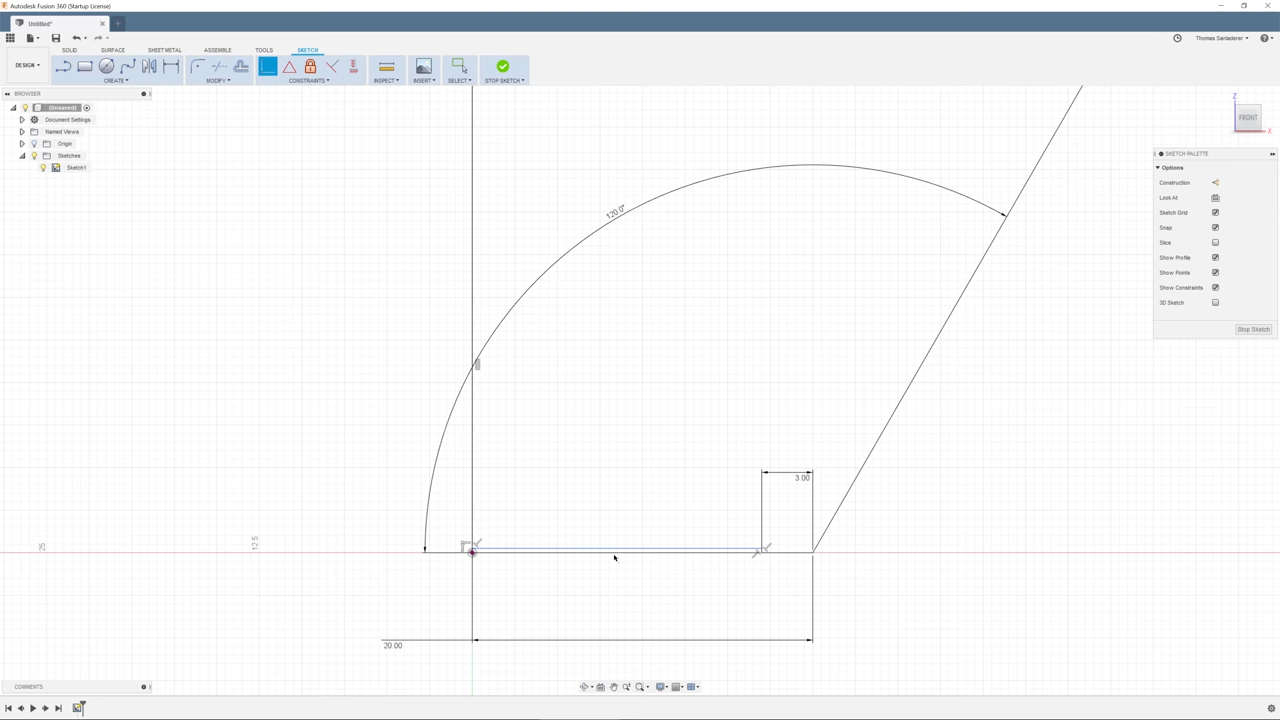 Autodesk Fusion 360 (Startup License)
Untitled*
Thomas Sanladerer
SOLID SURFACE SHEET METAL ASSEMBLE TOOLS SKETCH
DESIGN
CREATE MODIFY CONSTRAINTS INSPECT INSERT SELECT STOP SKETCH
BROWSER
(Unsaved)
Document Settings
Named Views
Origin
Sketches
Sketch1
Z
FRONT
X
SKETCH PALETTE
Options
Construction
Look At
Sketch Grid
Snap
Slice
Show Profile
Show Points
Show Constraints
3D Sketch
Stop Sketch
120.0°
3.00
25
12.5
20.00
COMMENTS